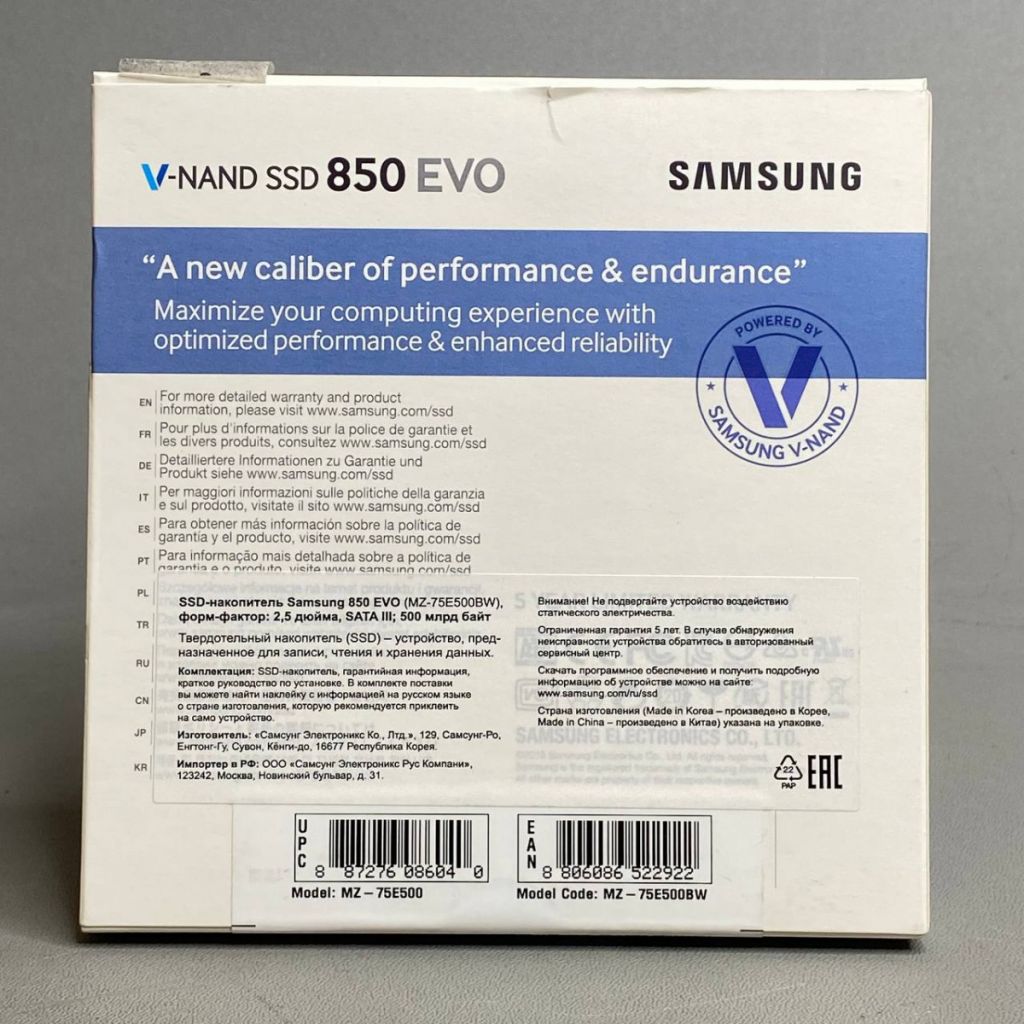 V-NAND SSD 850 EVO
SAMSUNG
“A new caliber of performance & endurance”
Maximize your computing experience with
optimized performance & enhanced reliability
POWERED BY
V
SAMSUNG V-NAND
EN For more detailed warranty and product
information, please visit www.samsung.com/ssd
FR Pour plus d'informations sur la police de garantie et
les divers produits, consultez www.samsung.com/ssd
DE Detailliertere Informationen zu Garantie und
Produkt siehe www.samsung.com/ssd
IT Per maggiori informazioni sulle politiche della garanzia
e sul prodotto, visitate il sito www.samsung.com/ssd
ES Para obtener más información sobre la política de
garantía y el producto, visite www.samsung.com/ssd
PT Para informação mais detalhada sobre a política de
garantia e o produto, visite www.samsung.com/ssd
PL
TR
RU
CN
JP
KR
SSD-накопитель Samsung 850 EVO (MZ-75E500BW),
форм-фактор: 2,5 дюйма, SATA III; 500 млрд байт
Твердотельный накопитель (SSD) – устройство, пред-
назначенное для записи, чтения и хранения данных.
Комплектация: SSD-накопитель, гарантийная информация,
краткое руководство по установке. В комплекте поставки
вы можете найти наклейку с информацией на русском языке
о стране изготовления, которую рекомендуется приклеить
на само устройство.
Изготовитель: «Самсунг Электроникс Ко., Лтд.», 129, Самсунг-Ро,
Енгтонг-Гу, Сувон, Кёнги-до, 16677 Республика Корея.
Импортер в РФ: ООО «Самсунг Электроникс Рус Компани»,
123242, Москва, Новинский бульвар, д. 31.
Внимание! Не подвергайте устройство воздействию
статического электричества.
Ограниченная гарантия 5 лет. В случае обнаружения
неисправности устройства обратитесь в авторизованный
сервисный центр.
Скачать программное обеспечение и получить подробную
информацию об устройстве можно на сайте:
www.samsung.com/ru/ssd
Страна изготовления (Made in Korea – произведено в Корее,
Made in China – произведено в Китае) указана на упаковке.
SAMSUNG ELECTRONICS CO., LTD.
22
PAP
EAC
UPC
8 87276 08604 0
Model: MZ – 75E500
EAN
8 806086 522922
Model Code: MZ – 75E500BW